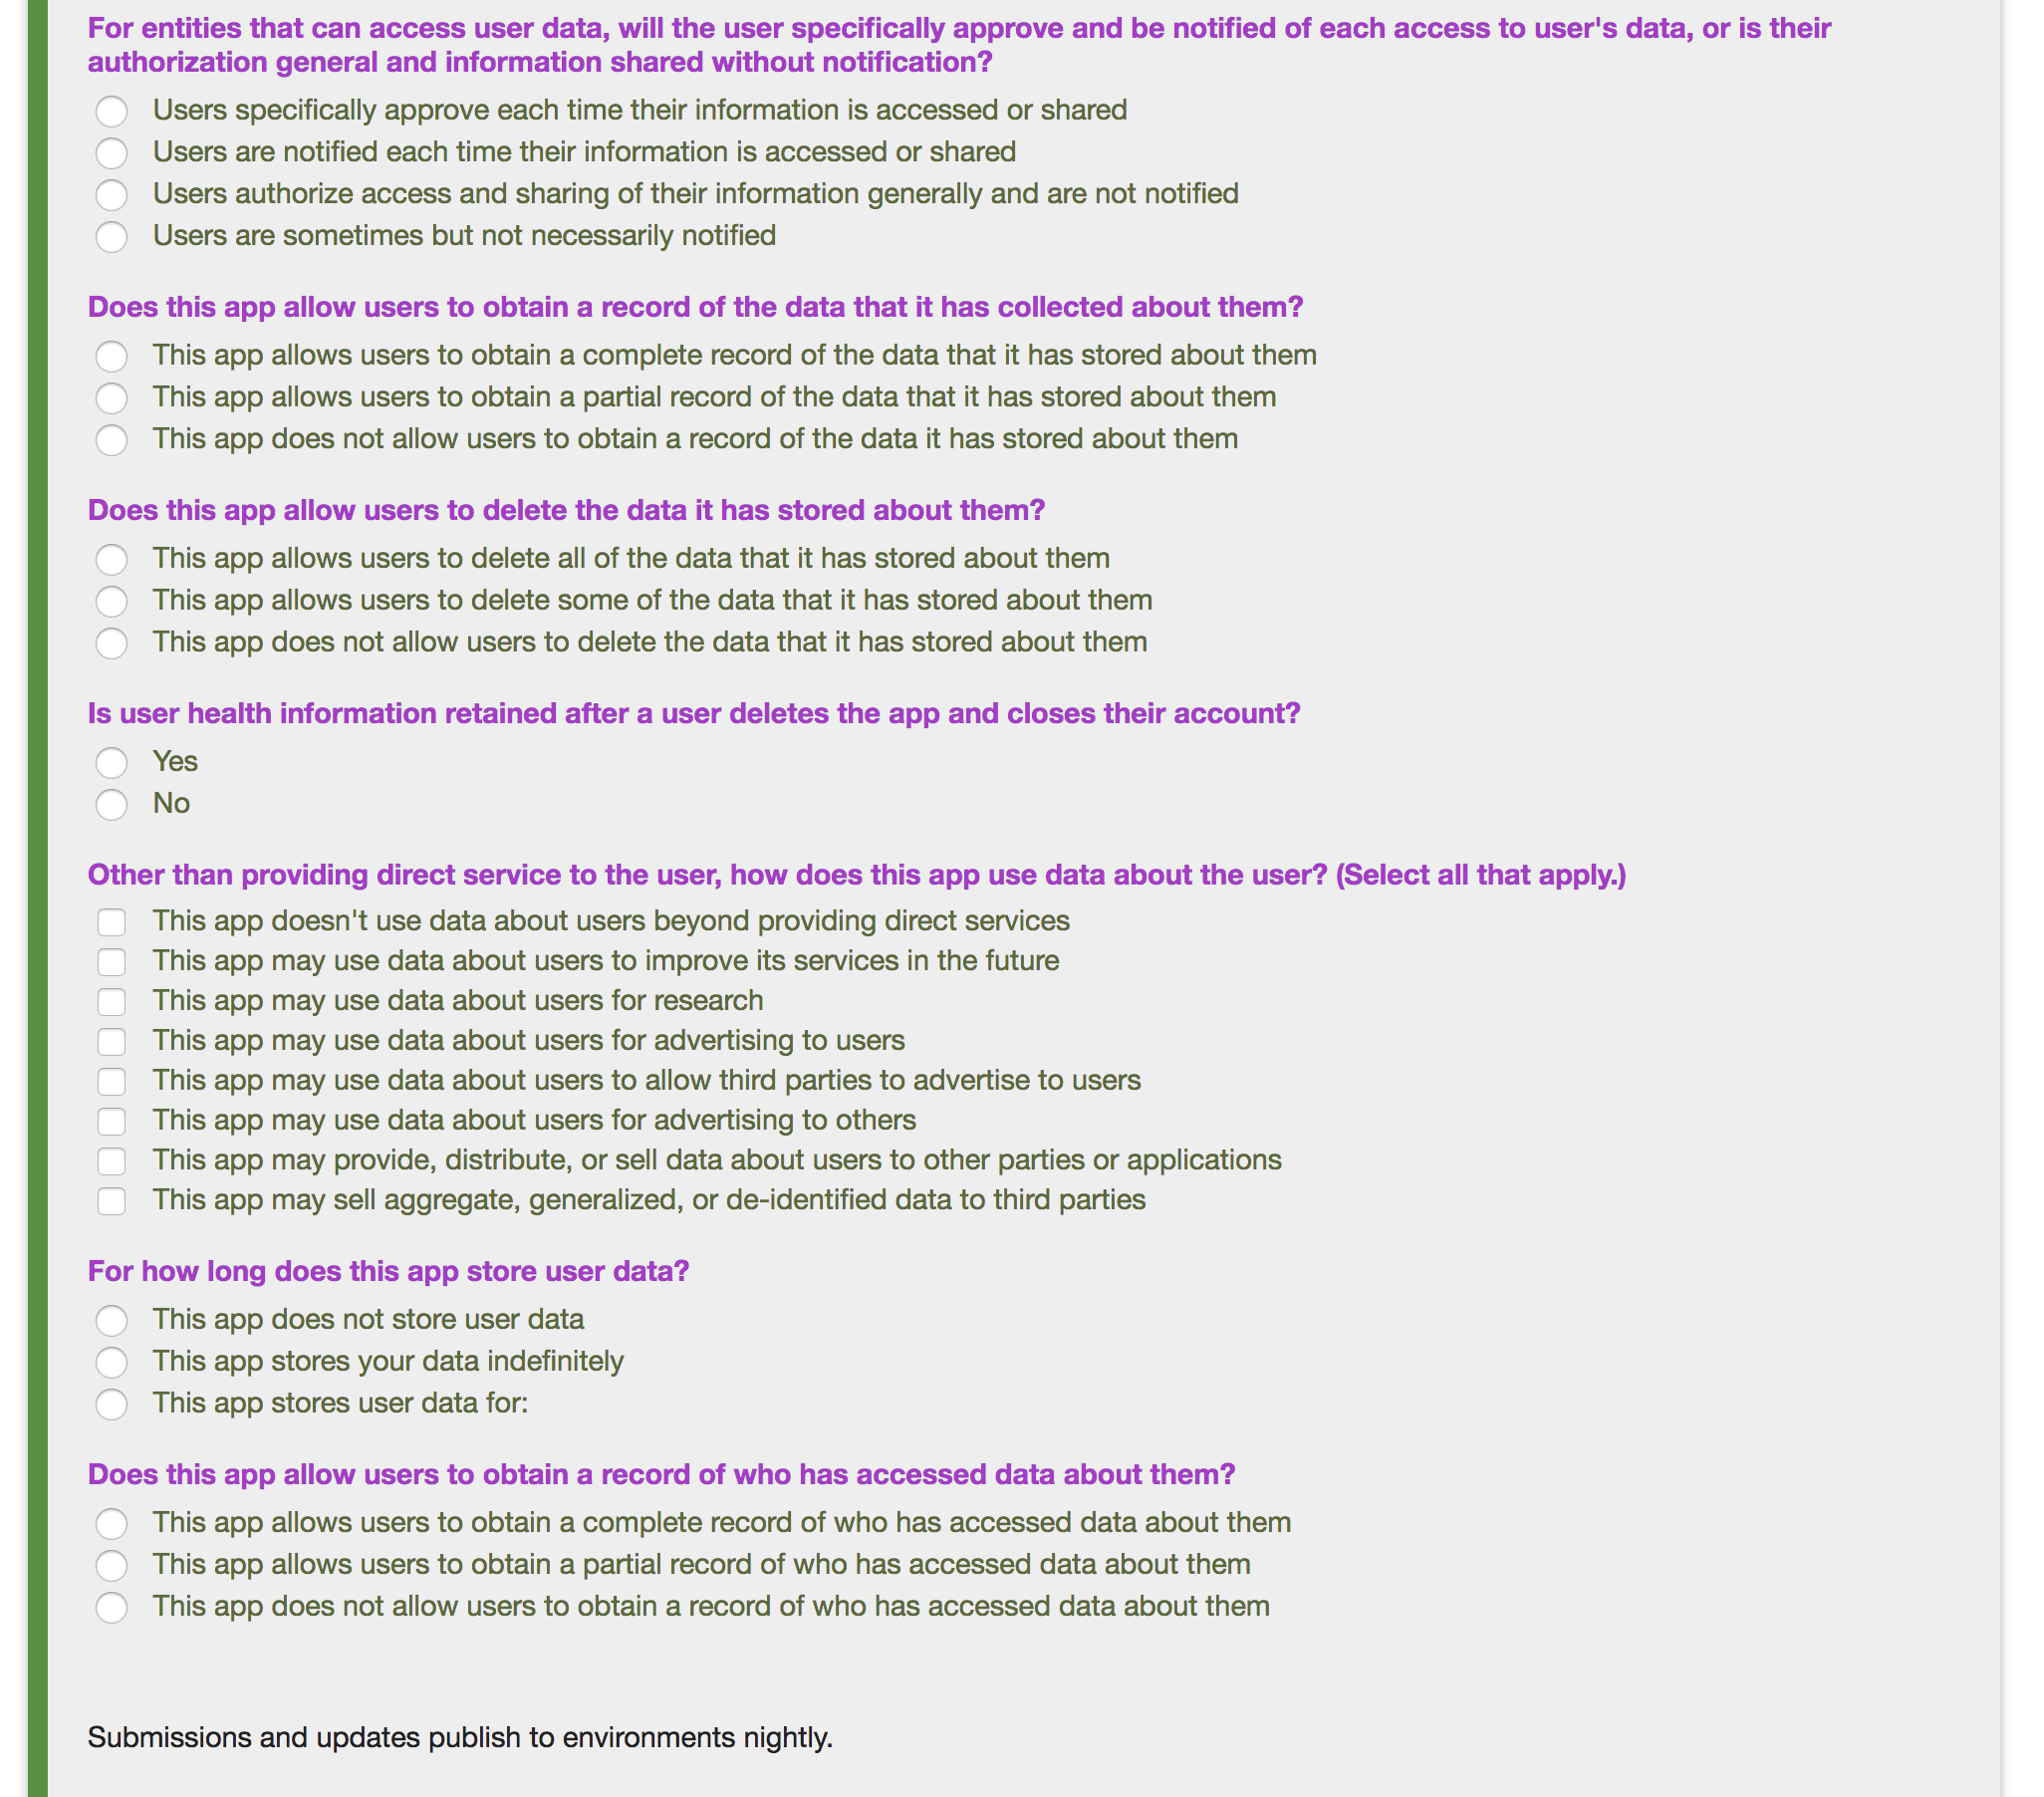 For entities that can access user data, will the user specifically approve and be notified of each access to user's data, or is their
authorization general and information shared without notification?
Users specifically approve each time their information is accessed or shared
Users are notified each time their information is accessed or shared
Users authorize access and sharing of their information generally and are not notified
Users are sometimes but not necessarily notified
Does this app allow users to obtain a record of the data that it has collected about them?
This app allows users to obtain a complete record of the data that it has stored about them
This app allows users to obtain a partial record of the data that it has stored about them
This app does not allow users to obtain a record of the data it has stored about them
Does this app allow users to delete the data it has stored about them?
This app allows users to delete all of the data that it has stored about them
This app allows users to delete some of the data that it has stored about them
This app does not allow users to delete the data that it has stored about them
Is user health information retained after a user deletes the app and closes their account?
Yes
No
Other than providing direct service to the user, how does this app use data about the user? (Select all that apply.)
This app doesn't use data about users beyond providing direct services
This app may use data about users to improve its services in the future
This app may use data about users for research
This app may use data about users for advertising to users
This app may use data about users to allow third parties to advertise to users
This app may use data about users for advertising to others
This app may provide, distribute, or sell data about users to other parties or applications
This app may sell aggregate, generalized, or de-identified data to third parties
For how long does this app store user data?
This app does not store user data
This app stores your data indefinitely
This app stores user data for:
Does this app allow users to obtain a record of who has accessed data about them?
This app allows users to obtain a complete record of who has accessed data about them
This app allows users to obtain a partial record of who has accessed data about them
This app does not allow users to obtain a record of who has accessed data about them
Submissions and updates publish to environments nightly.